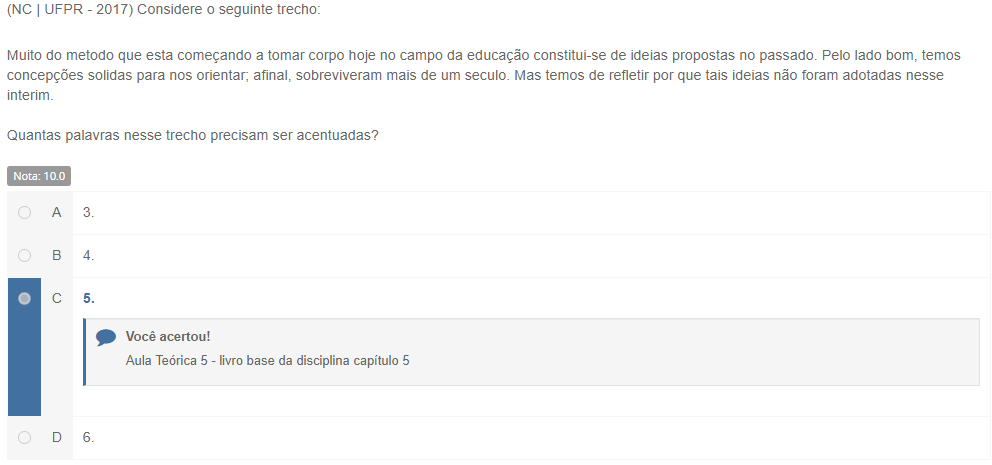 (NC | UFPR - 2017) Considere o seguinte trecho:
Muito do metodo que esta começando a tomar corpo hoje no campo da educação constitui-se de ideias propostas no passado. Pelo lado bom, temos
concepções solidas para nos orientar; afinal, sobreviveram mais de um seculo. Mas temos de refletir por que tais ideias não foram adotadas nesse
interim.
Quantas palavras nesse trecho precisam ser acentuadas?
Nota: 10.0
A 3.
B 4.
C 5.
Você acertou!
Aula Teórica 5 - livro base da disciplina capítulo 5
D 6.